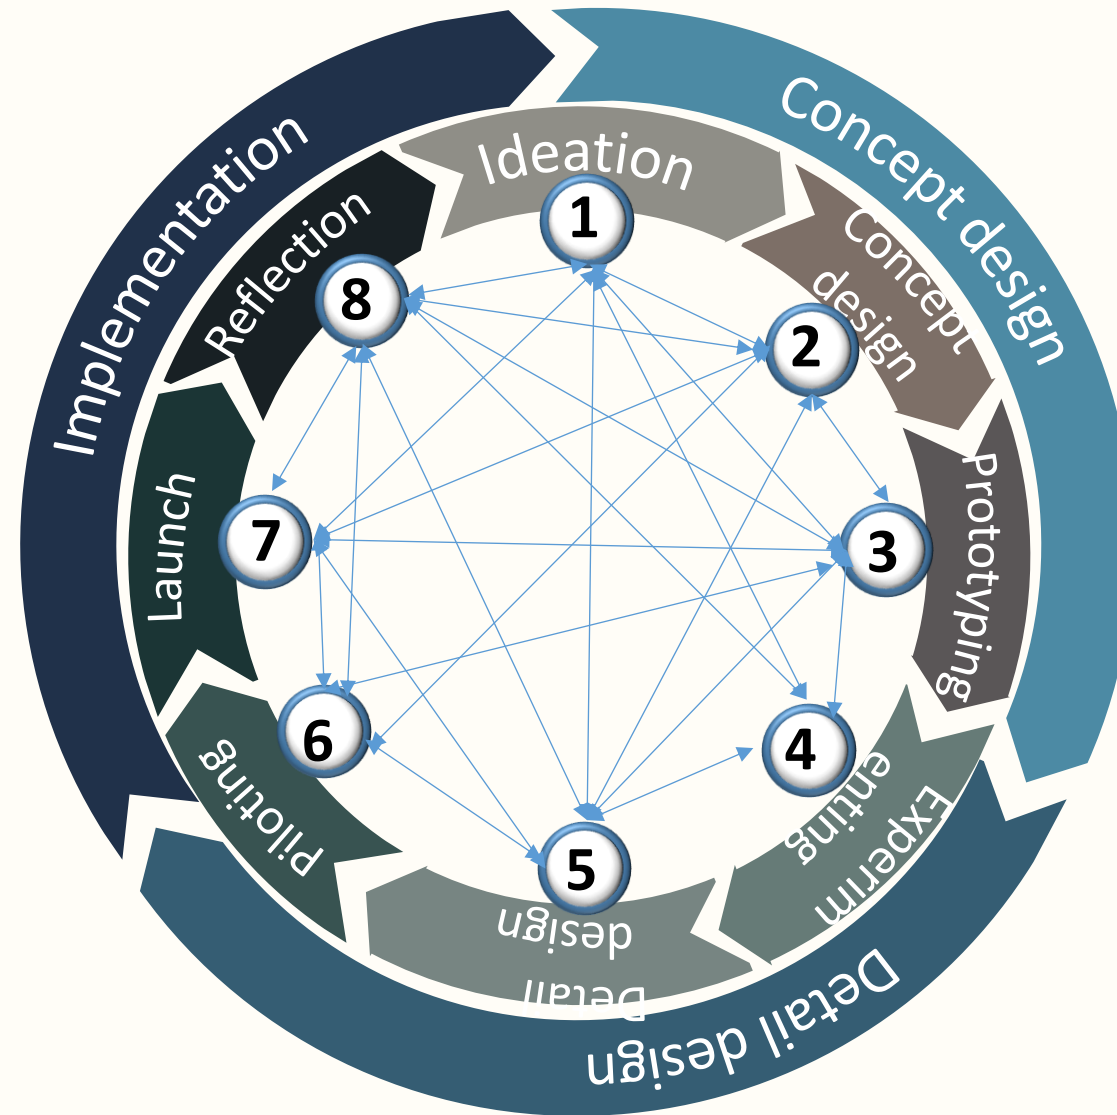 Implementation
Concept design
Detail design
Ideation
1
Concept
design
2
Prototyping
3
Experim
enting
4
Detail
design
5
Piloting
6
Launch
7
Reflection
8